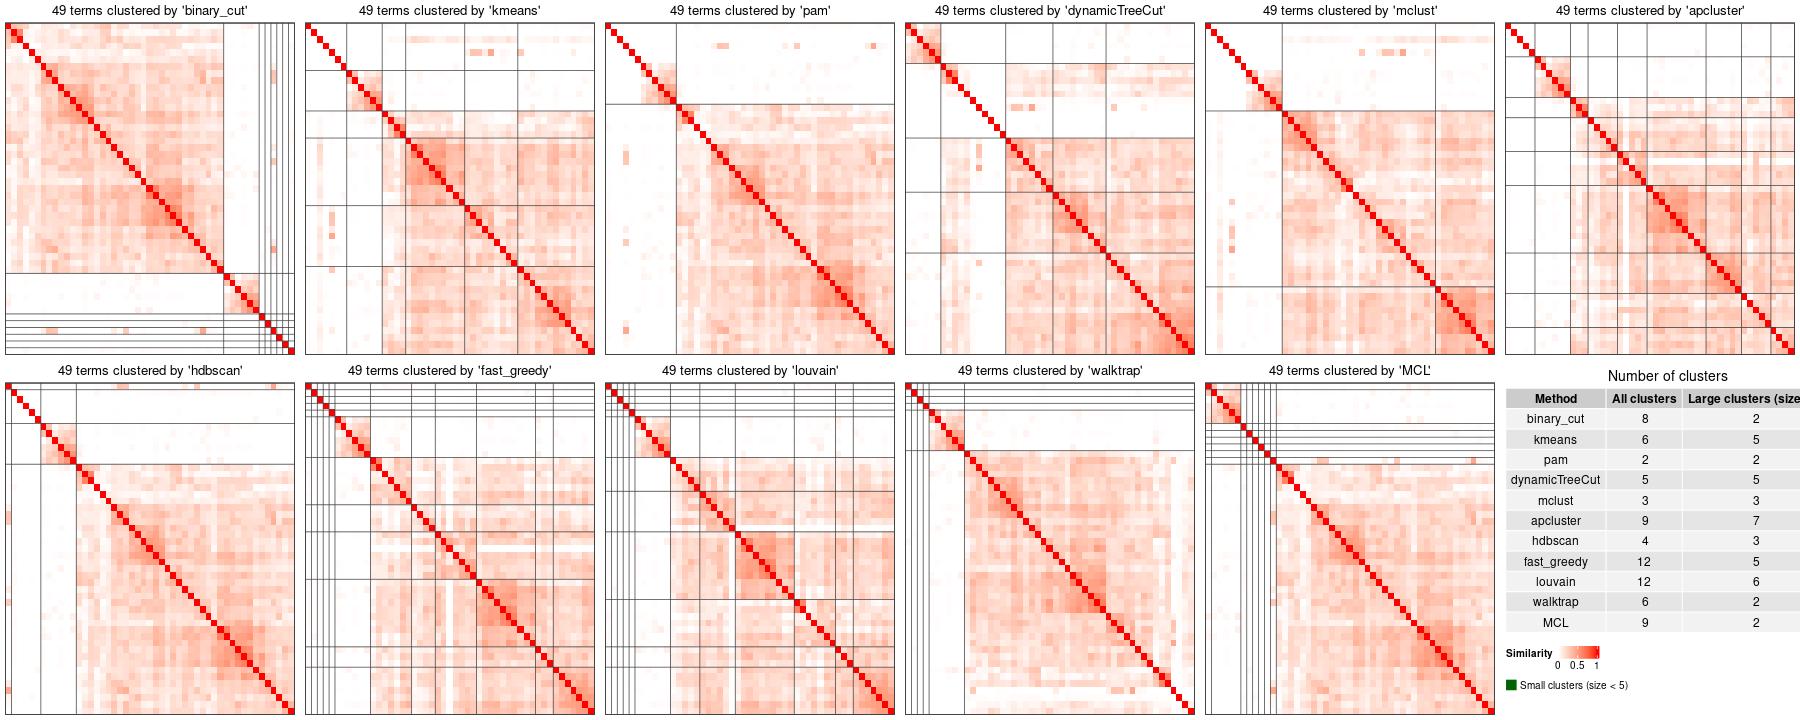 49 terms clustered by 'binary_cut'
49 terms clustered by 'kmeans'
49 terms clustered by 'pam'
49 terms clustered by 'dynamicTreeCut'
49 terms clustered by 'mclust'
49 terms clustered by 'apcluster'
49 terms clustered by 'hdbscan'
49 terms clustered by 'fast_greedy'
49 terms clustered by 'louvain'
49 terms clustered by 'walktrap'
49 terms clustered by 'MCL'
Number of clusters
Method All clusters Large clusters (size
binary_cut 8 2
kmeans 6 5
pam 2 2
dynamicTreeCut 5 5
mclust 3 3
apcluster 9 7
hdbscan 4 3
fast_greedy 12 5
louvain 12 6
walktrap 6 2
MCL 9 2
Similarity
0 0.5 1
Small clusters (size < 5)